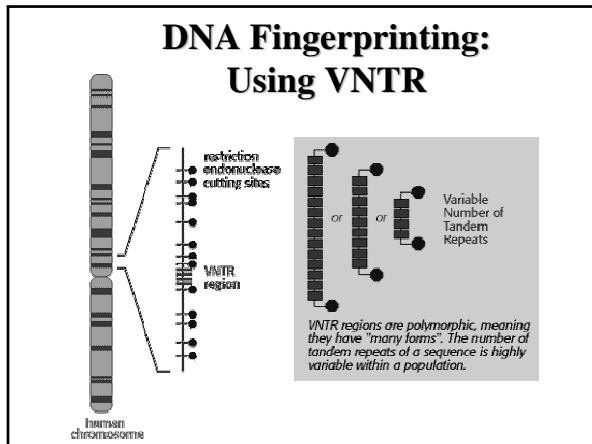 DNA Fingerprinting:
Using VNTR
restriction
endonuclease
cutting sites
VNTR
region
human
chromosome
or
or
Variable
Number of
Tandem
Repeats
VNTR regions are polymorphic, meaning
they have "many forms". The number of
tandem repeats of a sequence is highly
variable within a population.